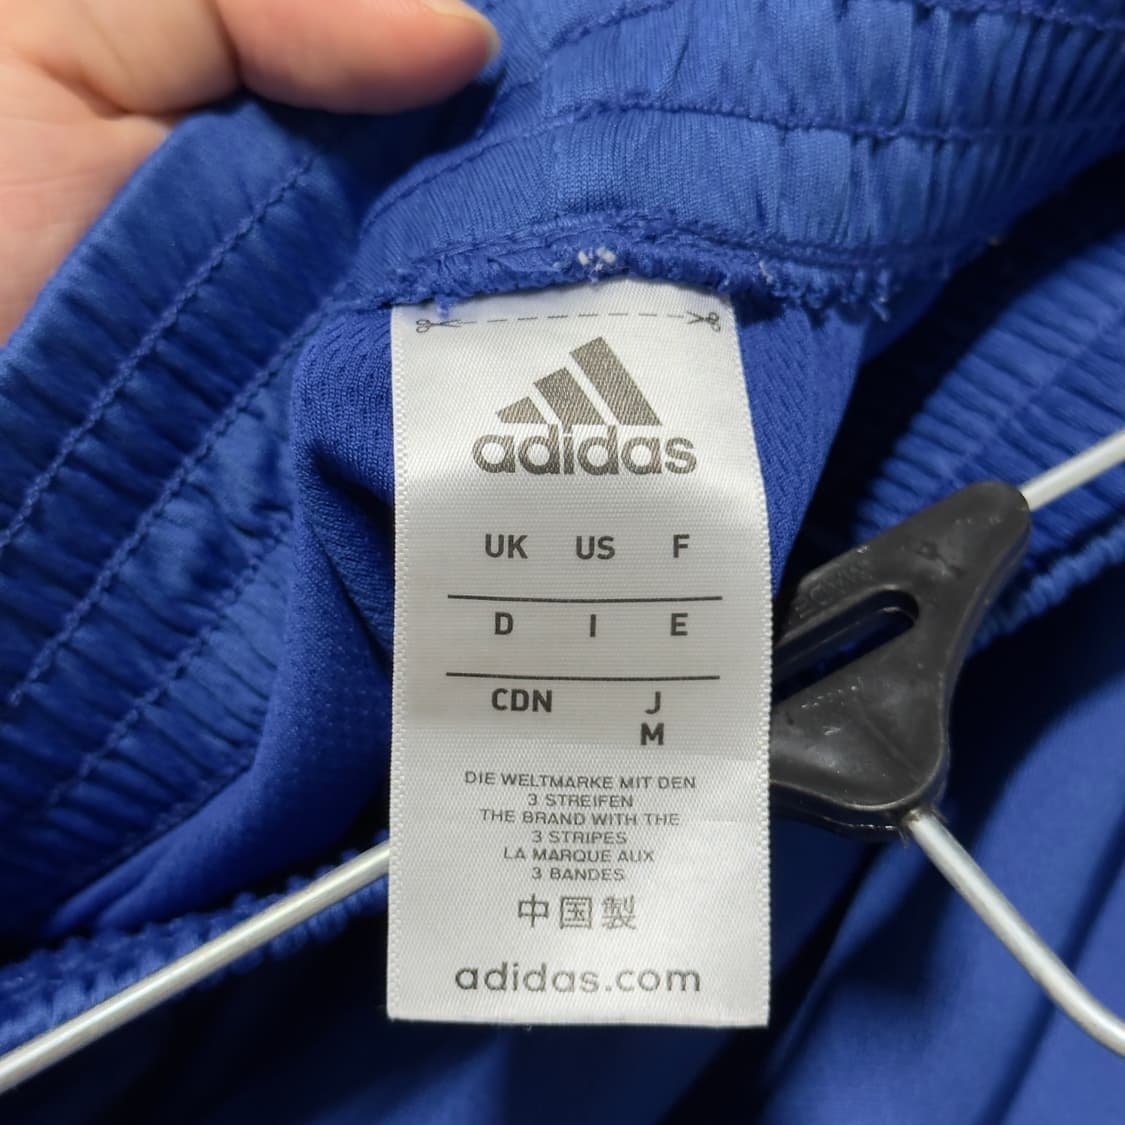 adidas
UK US F
D I E
CDN J
M
DIE WELTMARKE MIT DEN
3 STREIFEN
THE BRAND WITH THE
3 STRIPES
LA MARQUE AUX
3 BANDES
中国製
adidas.com